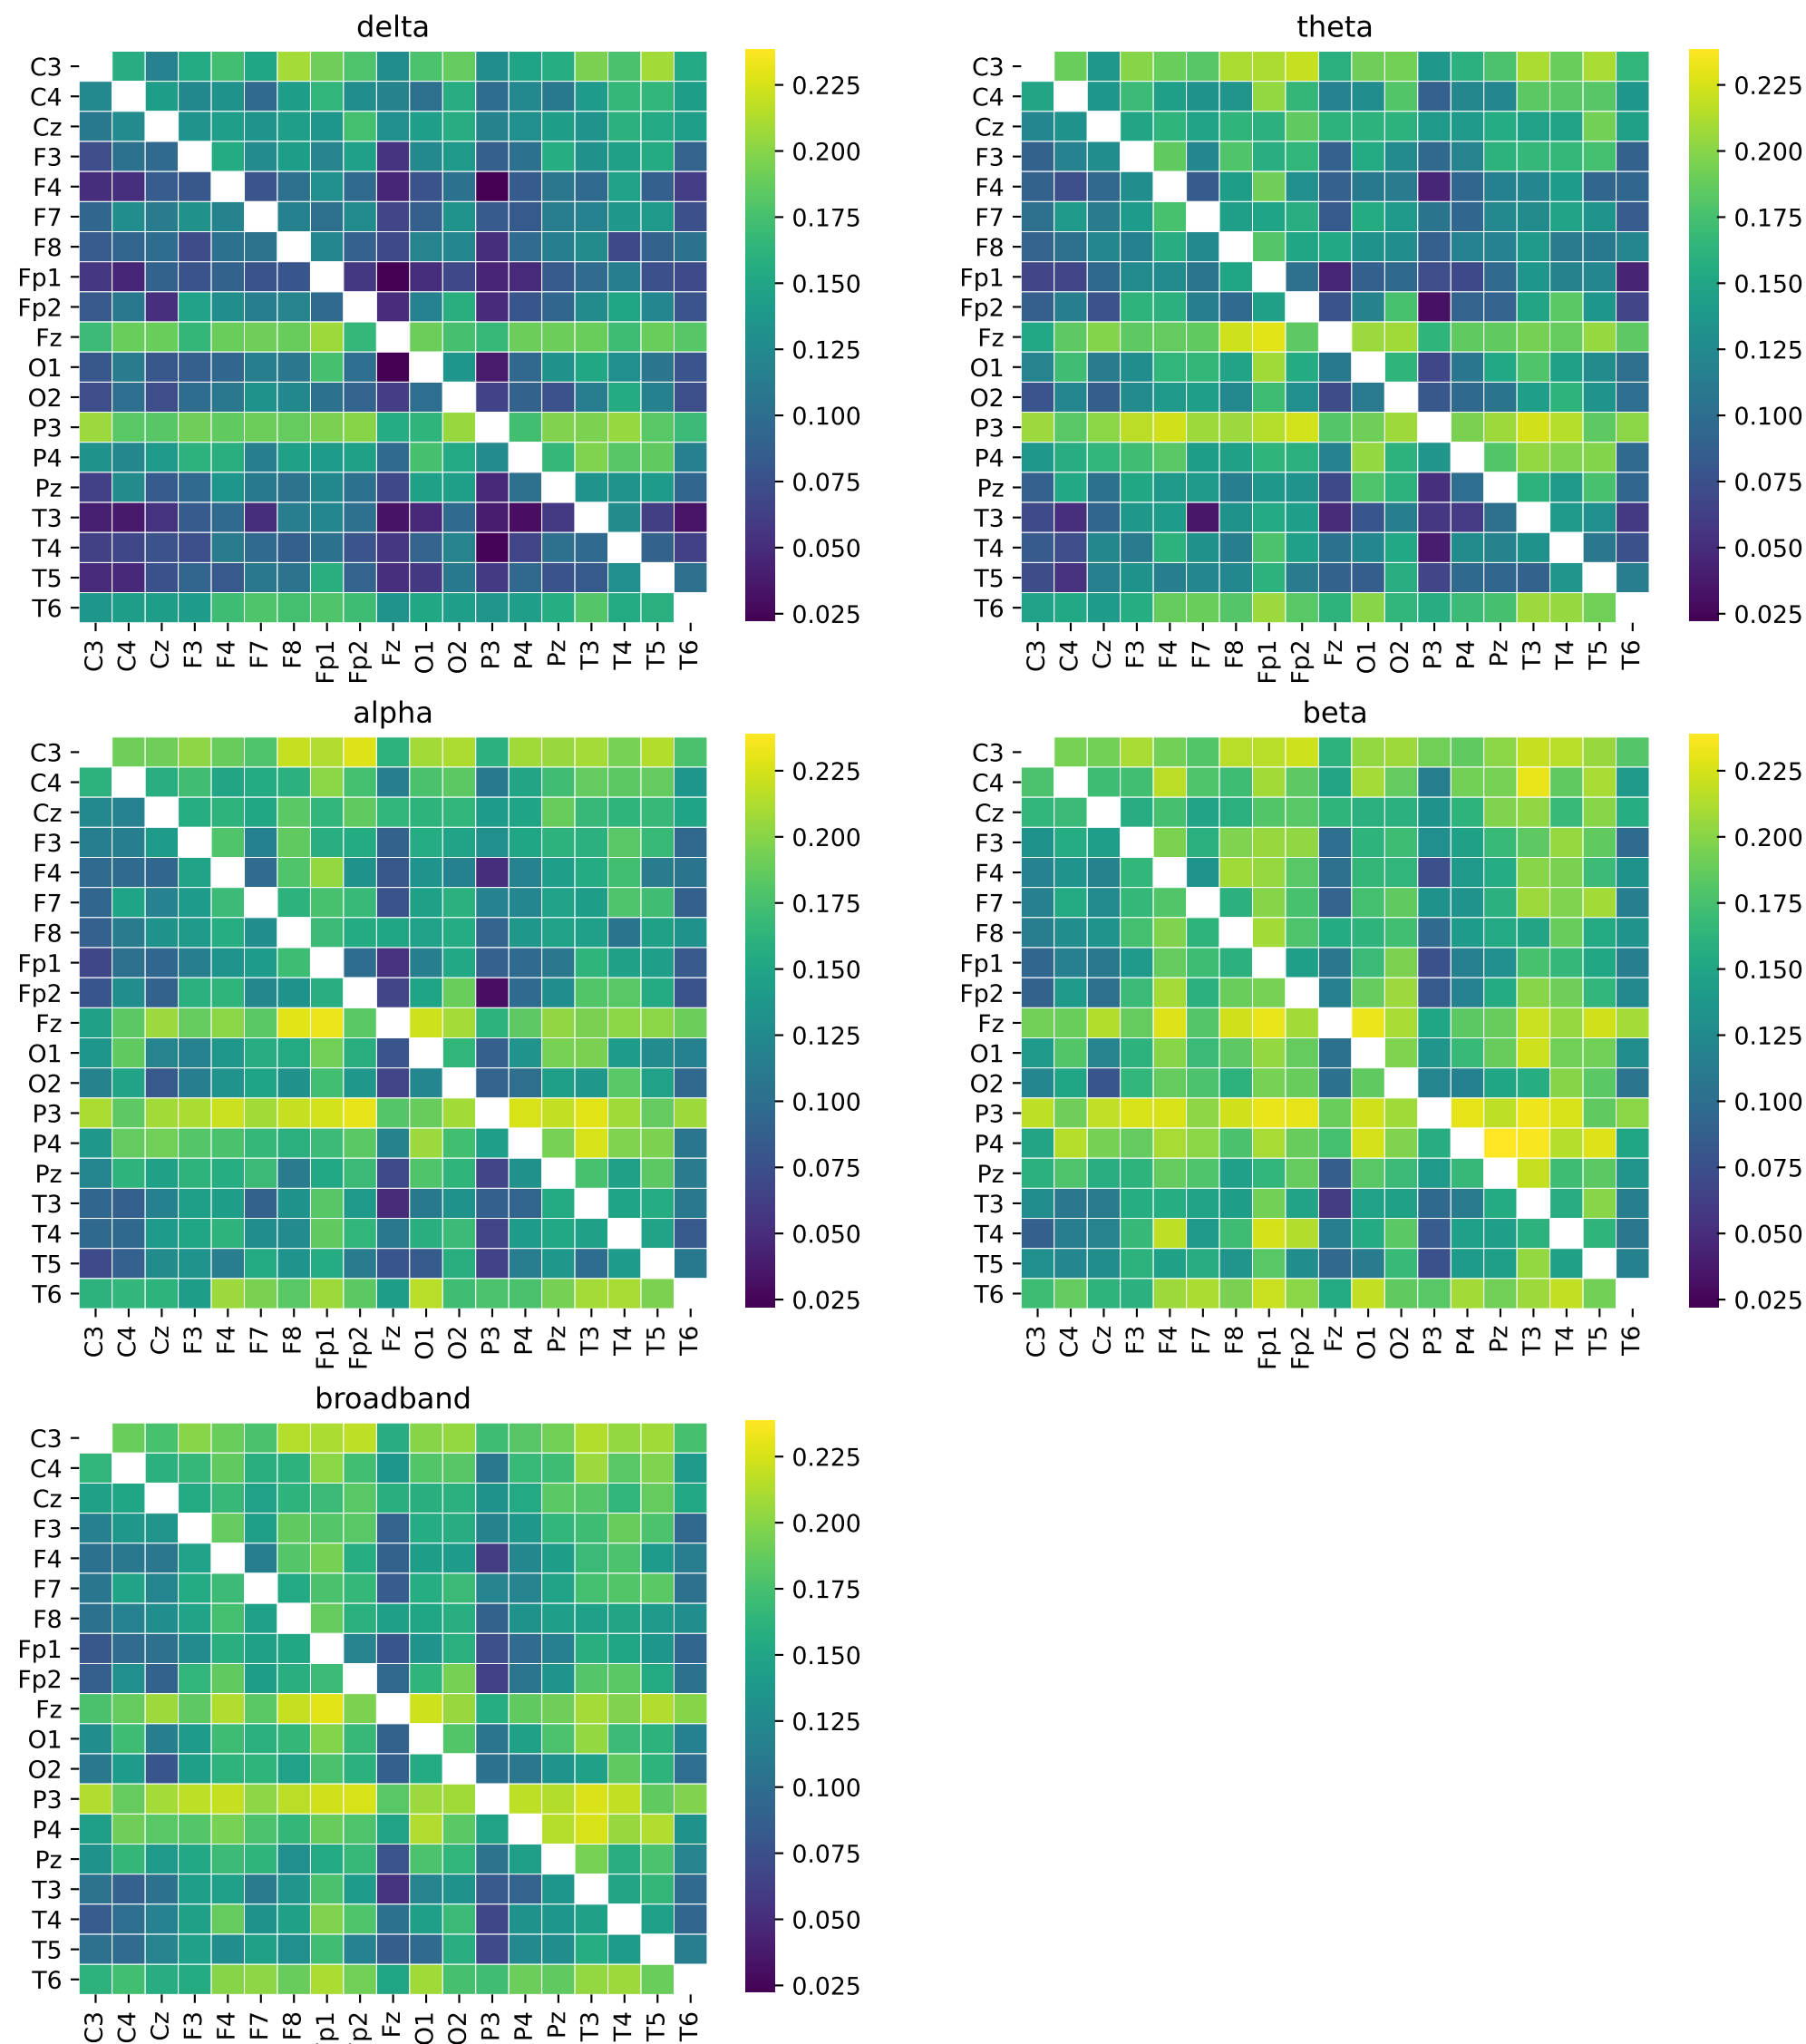 delta
C3
C4
Cz
F3
F4
F7
F8
Fp1
Fp2
Fz
O1
O2
P3
P4
Pz
T3
T4
T5
T6
C3 C4 Cz F3 F4 F7 F8 Fp1 Fp2 Fz O1 O2 P3 P4 Pz T3 T4 T5 T6
0.225
0.200
0.175
0.150
0.125
0.100
0.075
0.050
0.025
theta
C3
C4
Cz
F3
F4
F7
F8
Fp1
Fp2
Fz
O1
O2
P3
P4
Pz
T3
T4
T5
T6
C3 C4 Cz F3 F4 F7 F8 Fp1 Fp2 Fz O1 O2 P3 P4 Pz T3 T4 T5 T6
0.225
0.200
0.175
0.150
0.125
0.100
0.075
0.050
0.025
alpha
C3
C4
Cz
F3
F4
F7
F8
Fp1
Fp2
Fz
O1
O2
P3
P4
Pz
T3
T4
T5
T6
C3 C4 Cz F3 F4 F7 F8 Fp1 Fp2 Fz O1 O2 P3 P4 Pz T3 T4 T5 T6
0.225
0.200
0.175
0.150
0.125
0.100
0.075
0.050
0.025
beta
C3
C4
Cz
F3
F4
F7
F8
Fp1
Fp2
Fz
O1
O2
P3
P4
Pz
T3
T4
T5
T6
C3 C4 Cz F3 F4 F7 F8 Fp1 Fp2 Fz O1 O2 P3 P4 Pz T3 T4 T5 T6
0.225
0.200
0.175
0.150
0.125
0.100
0.075
0.050
0.025
broadband
C3
C4
Cz
F3
F4
F7
F8
Fp1
Fp2
Fz
O1
O2
P3
P4
Pz
T3
T4
T5
T6
C3 C4 Cz F3 F4 F7 F8 p1 p2 Fz O1 O2 P3 P4 Pz T3 T4 T5 T6
0.225
0.200
0.175
0.150
0.125
0.100
0.075
0.050
0.025